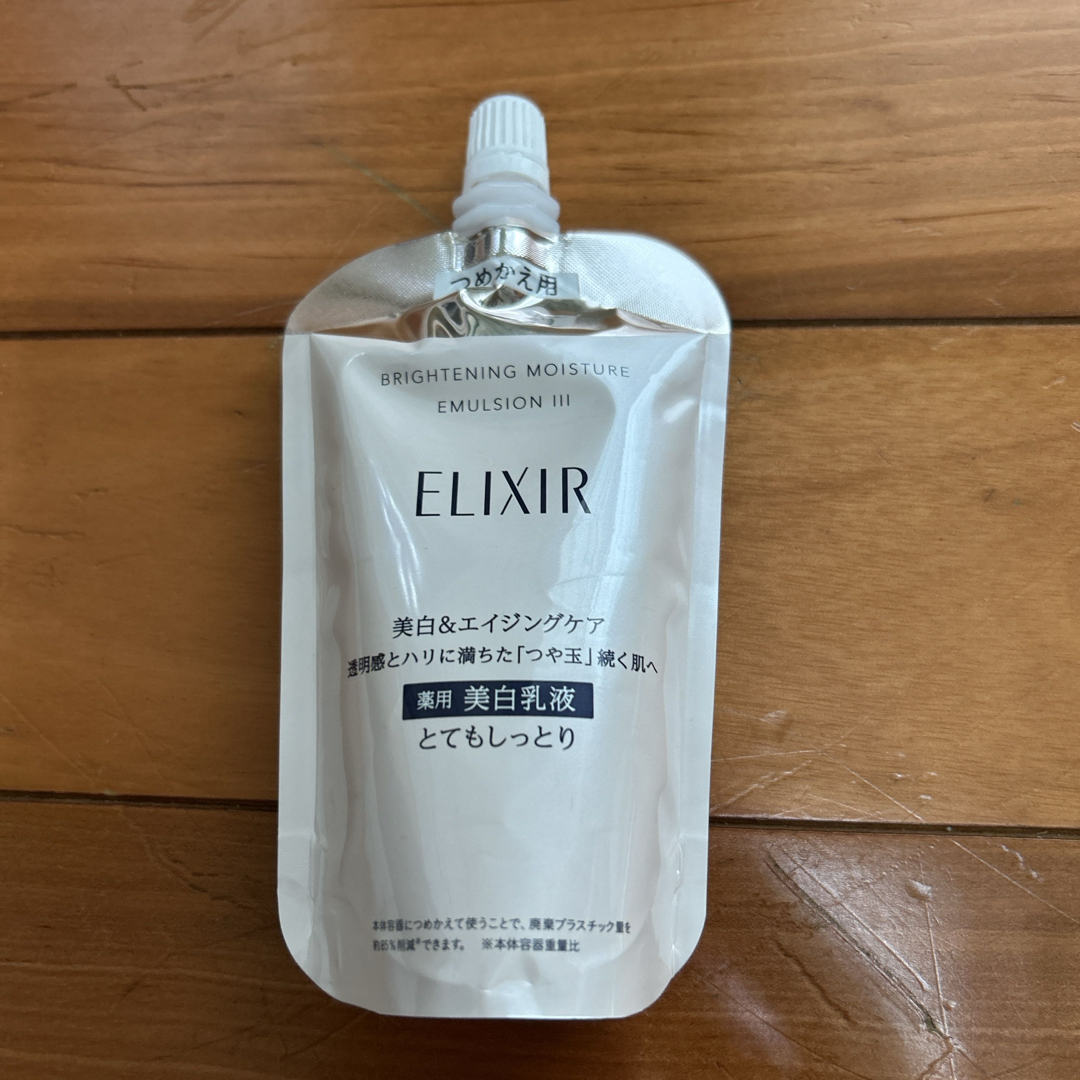 つめかえ用
BRIGHTENING MOISTURE
EMULSION III
ELIXIR
美白&エイジングケア
透明感とハリに満ちた「つや玉」続く肌へ
薬用 美白乳液
とてもしっとり
本体容器につめかえて使うことで、廃棄プラスチック量を
約85%削減※できます。 ※本体容器重量比